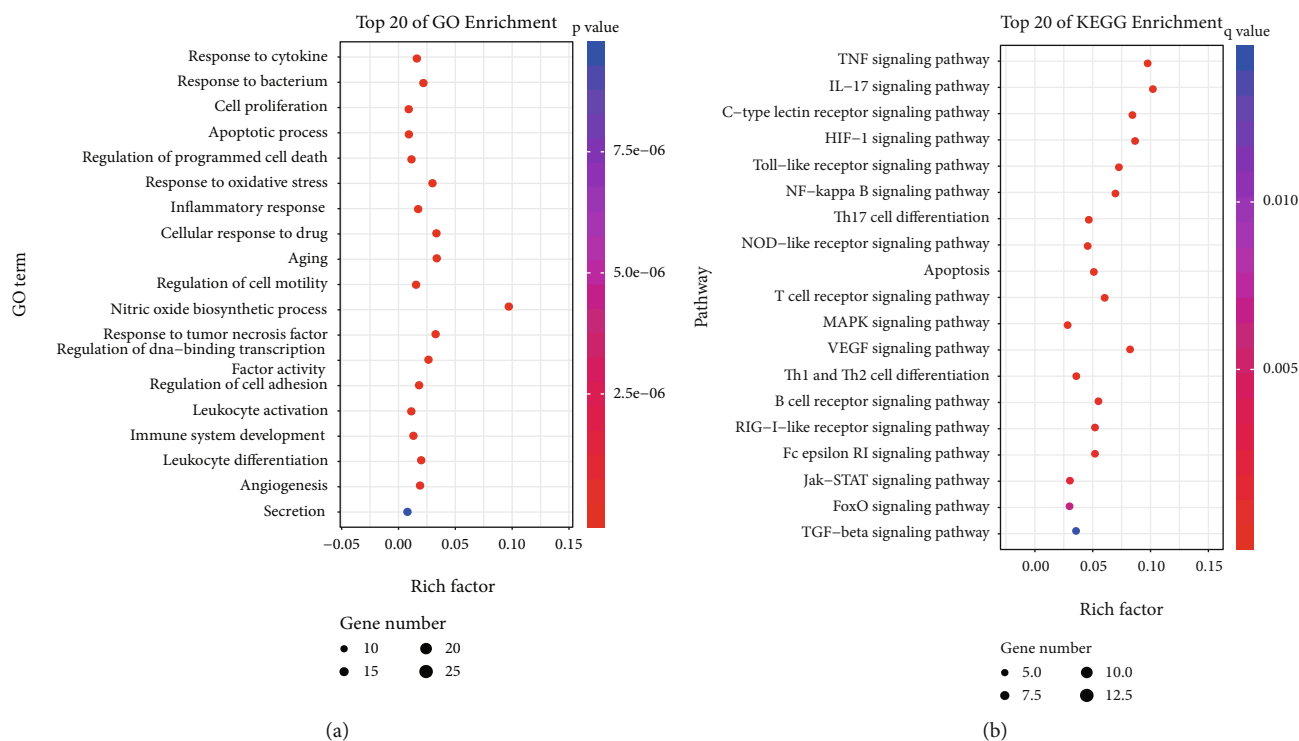 Top 20 of GO Enrichment
p value
GO term
Response to cytokine
Response to bacterium
Cell proliferation
Apoptotic process
Regulation of programmed cell death
Response to oxidative stress
Inflammatory response
Cellular response to drug
Aging
Regulation of cell motility
Nitric oxide biosynthetic process
Response to tumor necrosis factor
Regulation of dna−binding transcription
Factor activity
Regulation of cell adhesion
Leukocyte activation
Immune system development
Leukocyte differentiation
Angiogenesis
Secretion
7.5e−06
5.0e−06
2.5e−06
−0.05 0.00 0.05 0.10 0.15
Rich factor
Gene number
10 20
15 25
(a)
Top 20 of KEGG Enrichment
q value
Pathway
TNF signaling pathway
IL−17 signaling pathway
C−type lectin receptor signaling pathway
HIF−1 signaling pathway
Toll−like receptor signaling pathway
NF−kappa B signaling pathway
Th17 cell differentiation
NOD−like receptor signaling pathway
Apoptosis
T cell receptor signaling pathway
MAPK signaling pathway
VEGF signaling pathway
Th1 and Th2 cell differentiation
B cell receptor signaling pathway
RIG−I−like receptor signaling pathway
Fc epsilon RI signaling pathway
Jak−STAT signaling pathway
FoxO signaling pathway
TGF−beta signaling pathway
0.010
0.005
0.00 0.05 0.10 0.15
Rich factor
Gene number
5.0 10.0
7.5 12.5
(b)